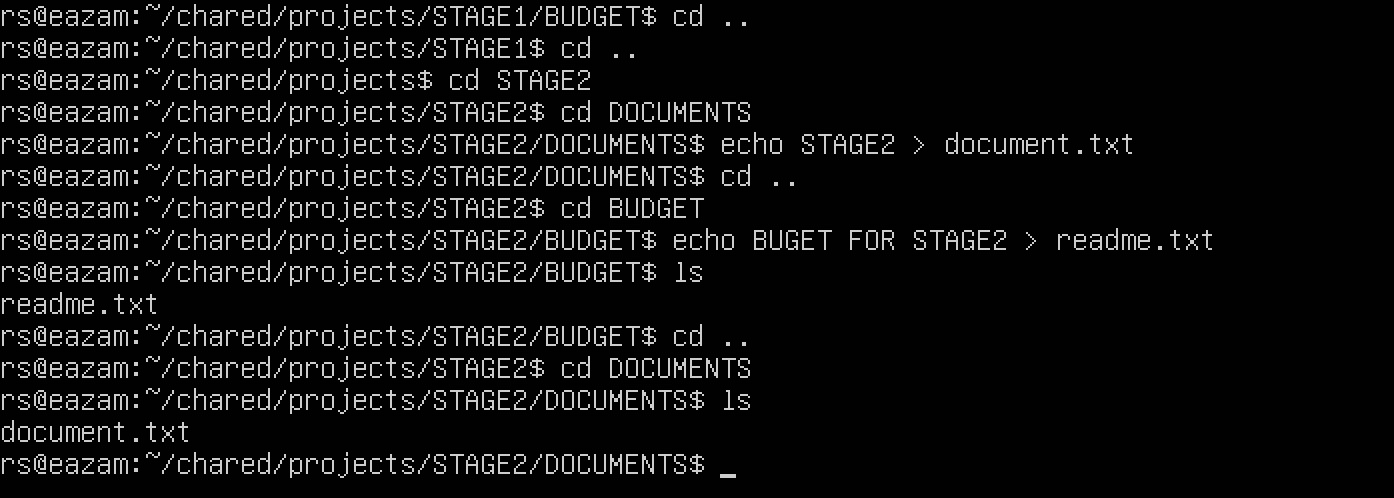 rs@eazam:~/chared/projects/STAGE1/BUDGET$ cd ..
rs@eazam:~/chared/projects/STAGE1$ cd ..
rs@eazam:~/chared/projects$ cd STAGE2
rs@eazam:~/chared/projects/STAGE2$ cd DOCUMENTS
rs@eazam:~/chared/projects/STAGE2/DOCUMENTS$ echo STAGE2 > document.txt
rs@eazam:~/chared/projects/STAGE2/DOCUMENTS$ cd ..
rs@eazam:~/chared/projects/STAGE2$ cd BUDGET
rs@eazam:~/chared/projects/STAGE2/BUDGET$ echo BUGET FOR STAGE2 > readme.txt
rs@eazam:~/chared/projects/STAGE2/BUDGET$ ls
readme.txt
rs@eazam:~/chared/projects/STAGE2/BUDGET$ cd ..
rs@eazam:~/chared/projects/STAGE2$ cd DOCUMENTS
rs@eazam:~/chared/projects/STAGE2/DOCUMENTS$ ls
document.txt
rs@eazam:~/chared/projects/STAGE2/DOCUMENTS$ _